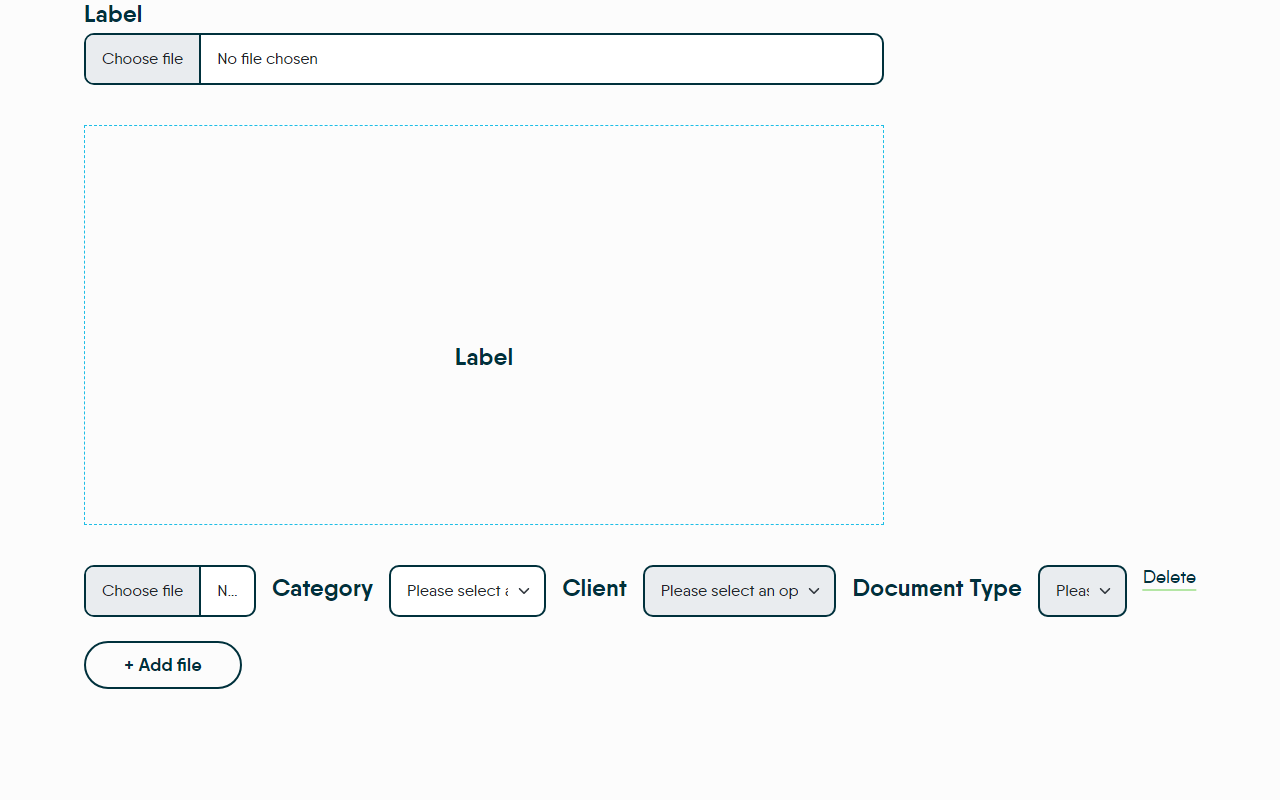 Label
Choose file No file chosen
Label
Choose file N... Category Please select a Client Please select an op Document Type Pleas Delete
+ Add file